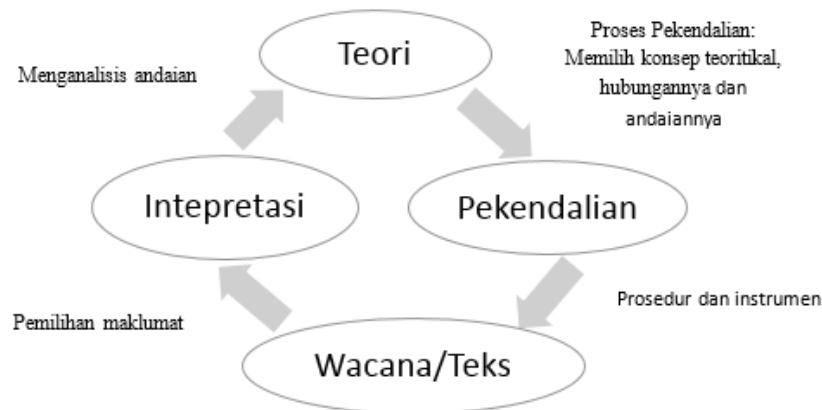 Teori
Proses Pekendalian:
Memilih konsep teoritikal,
hubungannya dan
andaiannya
Menganalisis andaian
Intepretasi
Pekendalian
Prosedur dan instrumen
Pemilihan maklumat
Wacana/Teks